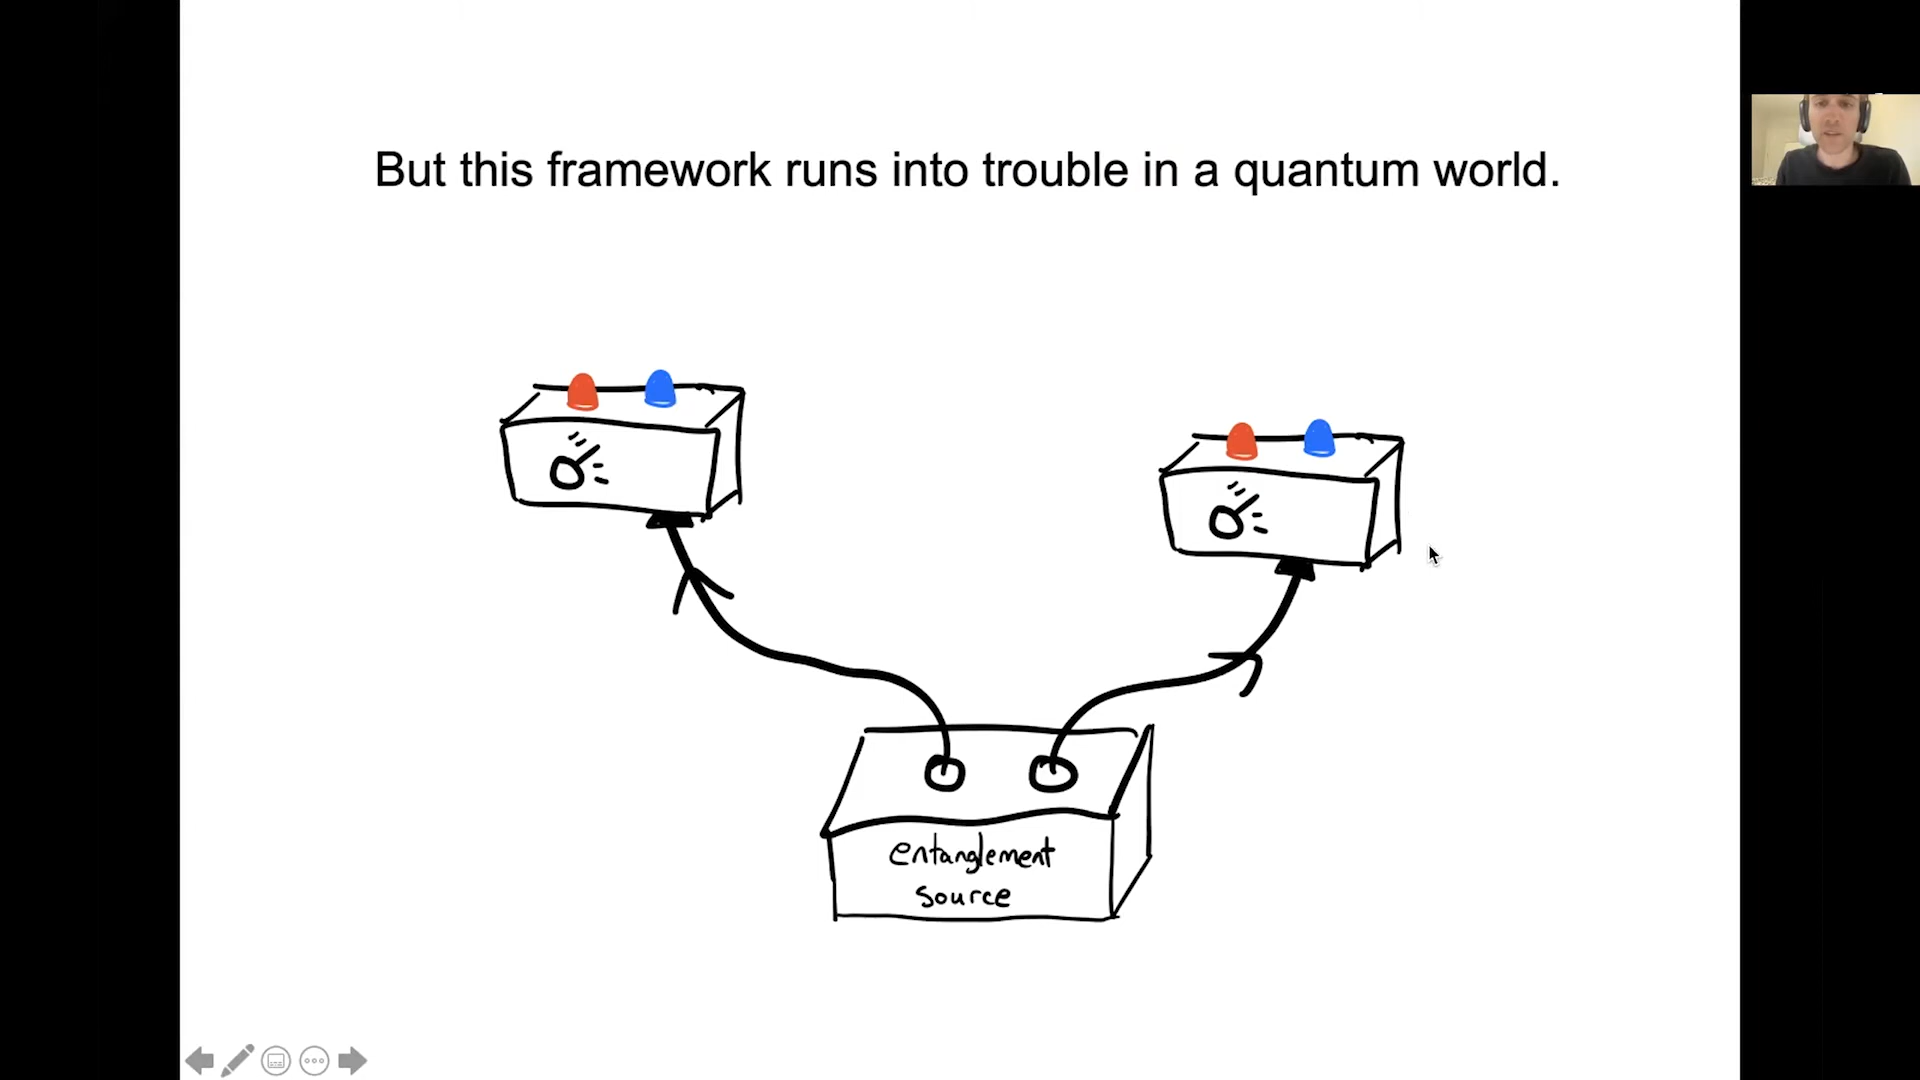 But this framework runs into trouble in a quantum world.
entanglement
source